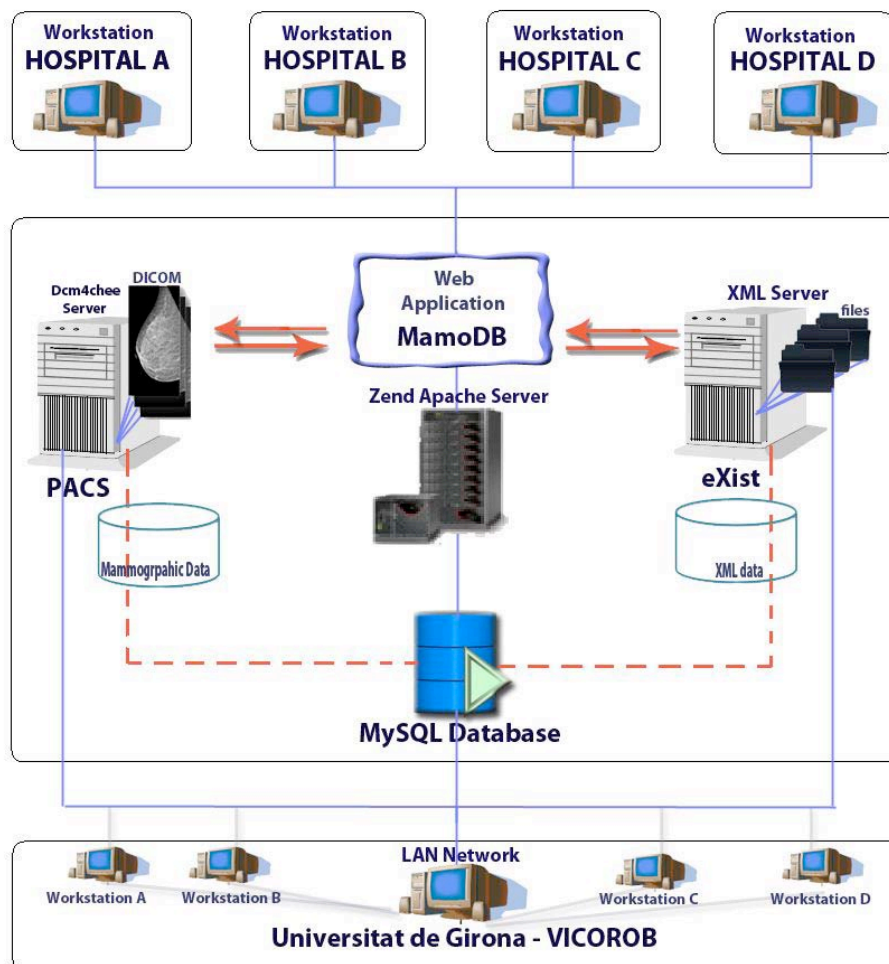 Workstation
HOSPITAL A
Workstation
HOSPITAL B
Workstation
HOSPITAL C
Workstation
HOSPITAL D
Dcm4chee
Server
DICOM
Web
Application
MamoDB
XML Server
files
Zend Apache Server
PACS
eXist
Mammogrpahic Data
XML data
MySQL Database
LAN Network
Workstation A
Workstation B
Workstation C
Workstation D
Universitat de Girona - VICOROB